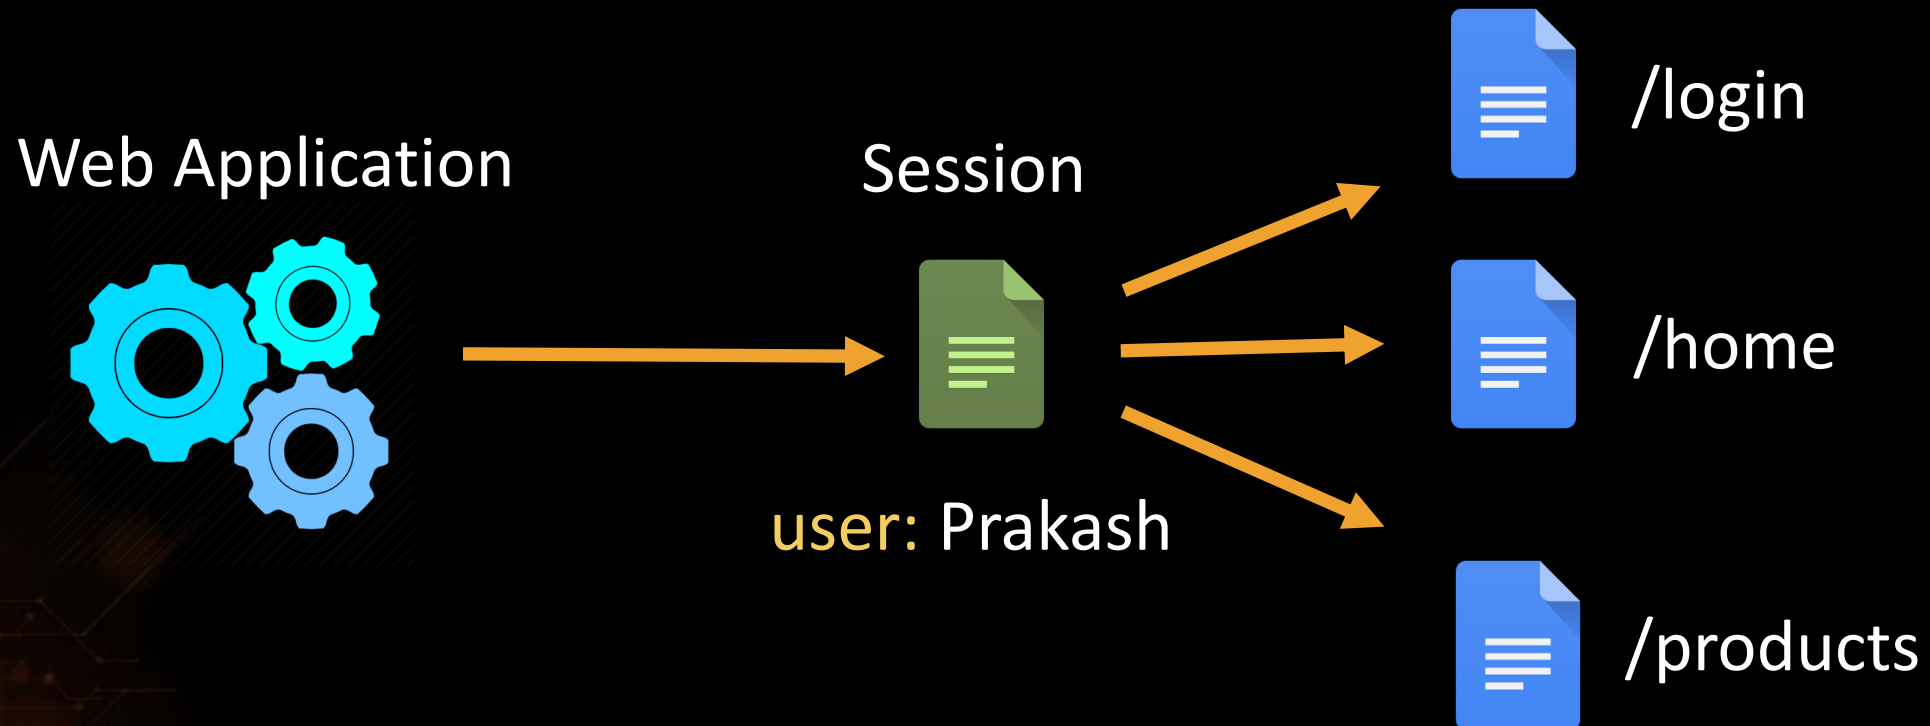 Web Application
Session
user: Prakash
/login
/home
/products